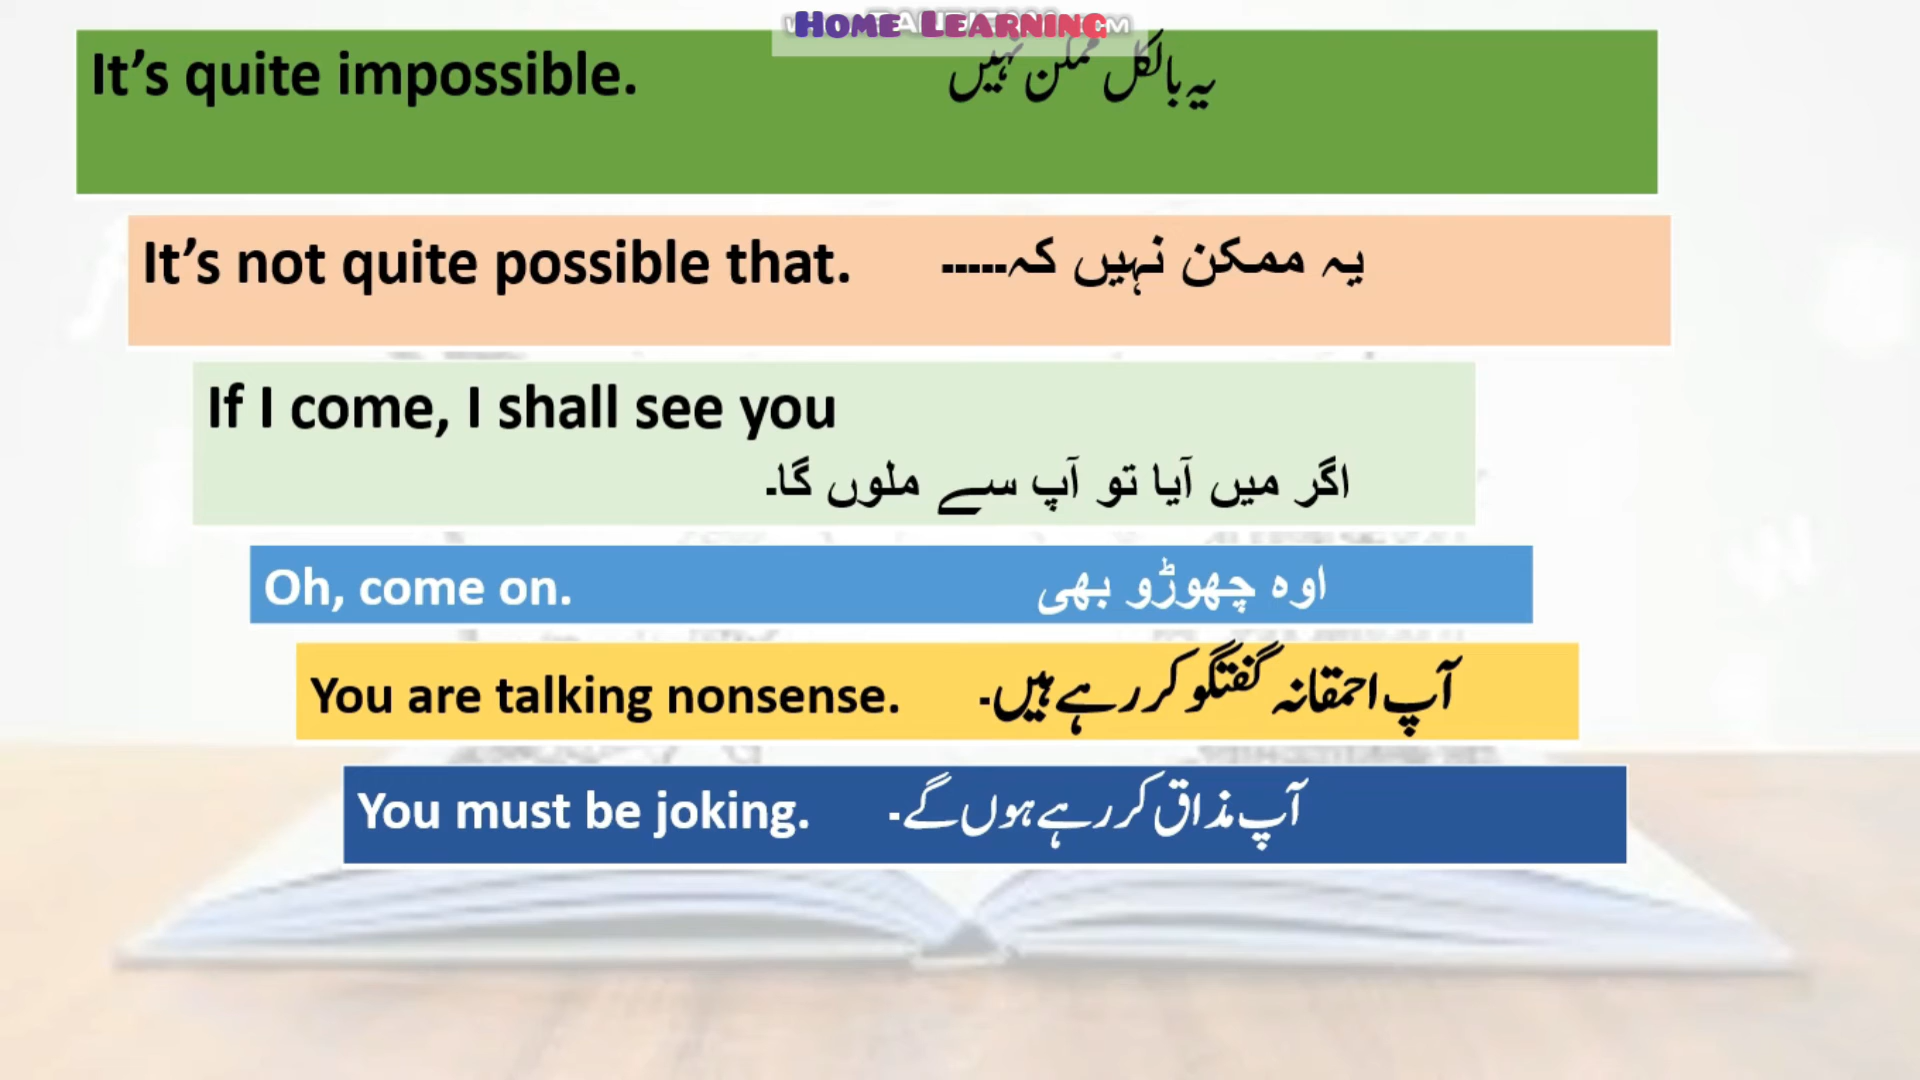 Home Learning
It’s quite impossible. یہ بالکل ممکن نہیں
It’s not quite possible that. یہ ممکن نہیں کہ-----
If I come, I shall see you
اگر میں آیا تو آپ سے ملوں گا۔
Oh, come on. اوہ چھوڑو بھی
You are talking nonsense. آپ احمقانہ گفتگو کر رہے ہیں۔
You must be joking. آپ مذاق کر رہے ہوں گے۔